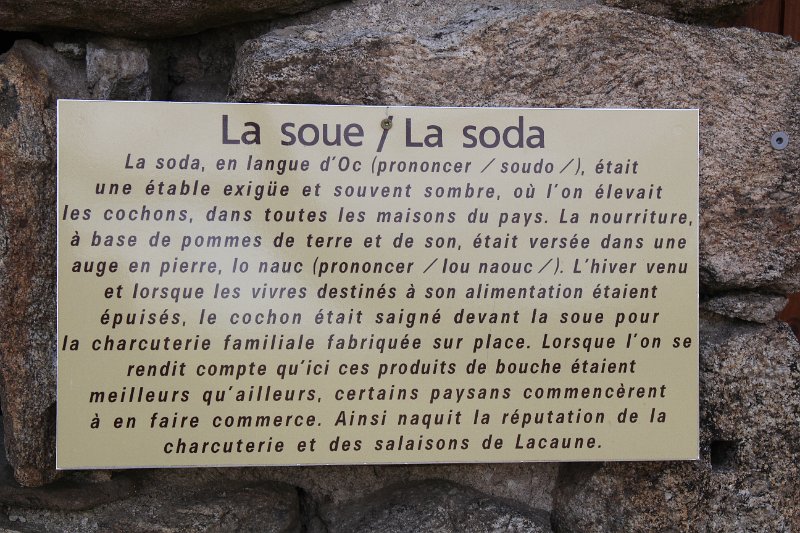 La soue / La soda
La soda, en langue d'Oc (prononcer / soudo /), était
une étable exigüe et souvent sombre, où l'on élevait
les cochons, dans toutes les maisons du pays. La nourriture,
à base de pommes de terre et de son, était versée dans une
auge en pierre, lo nauc (prononcer / lou naouc /). L'hiver venu
et lorsque les vivres destinés à son alimentation étaient
épuisés, le cochon était saigné devant la soue pour
la charcuterie familiale fabriquée sur place. Lorsque l'on se
rendit compte qu'ici ces produits de bouche étaient
meilleurs qu'ailleurs, certains paysans commencèrent
à en faire commerce. Ainsi naquit la réputation de la
charcuterie et des salaisons de Lacaune.